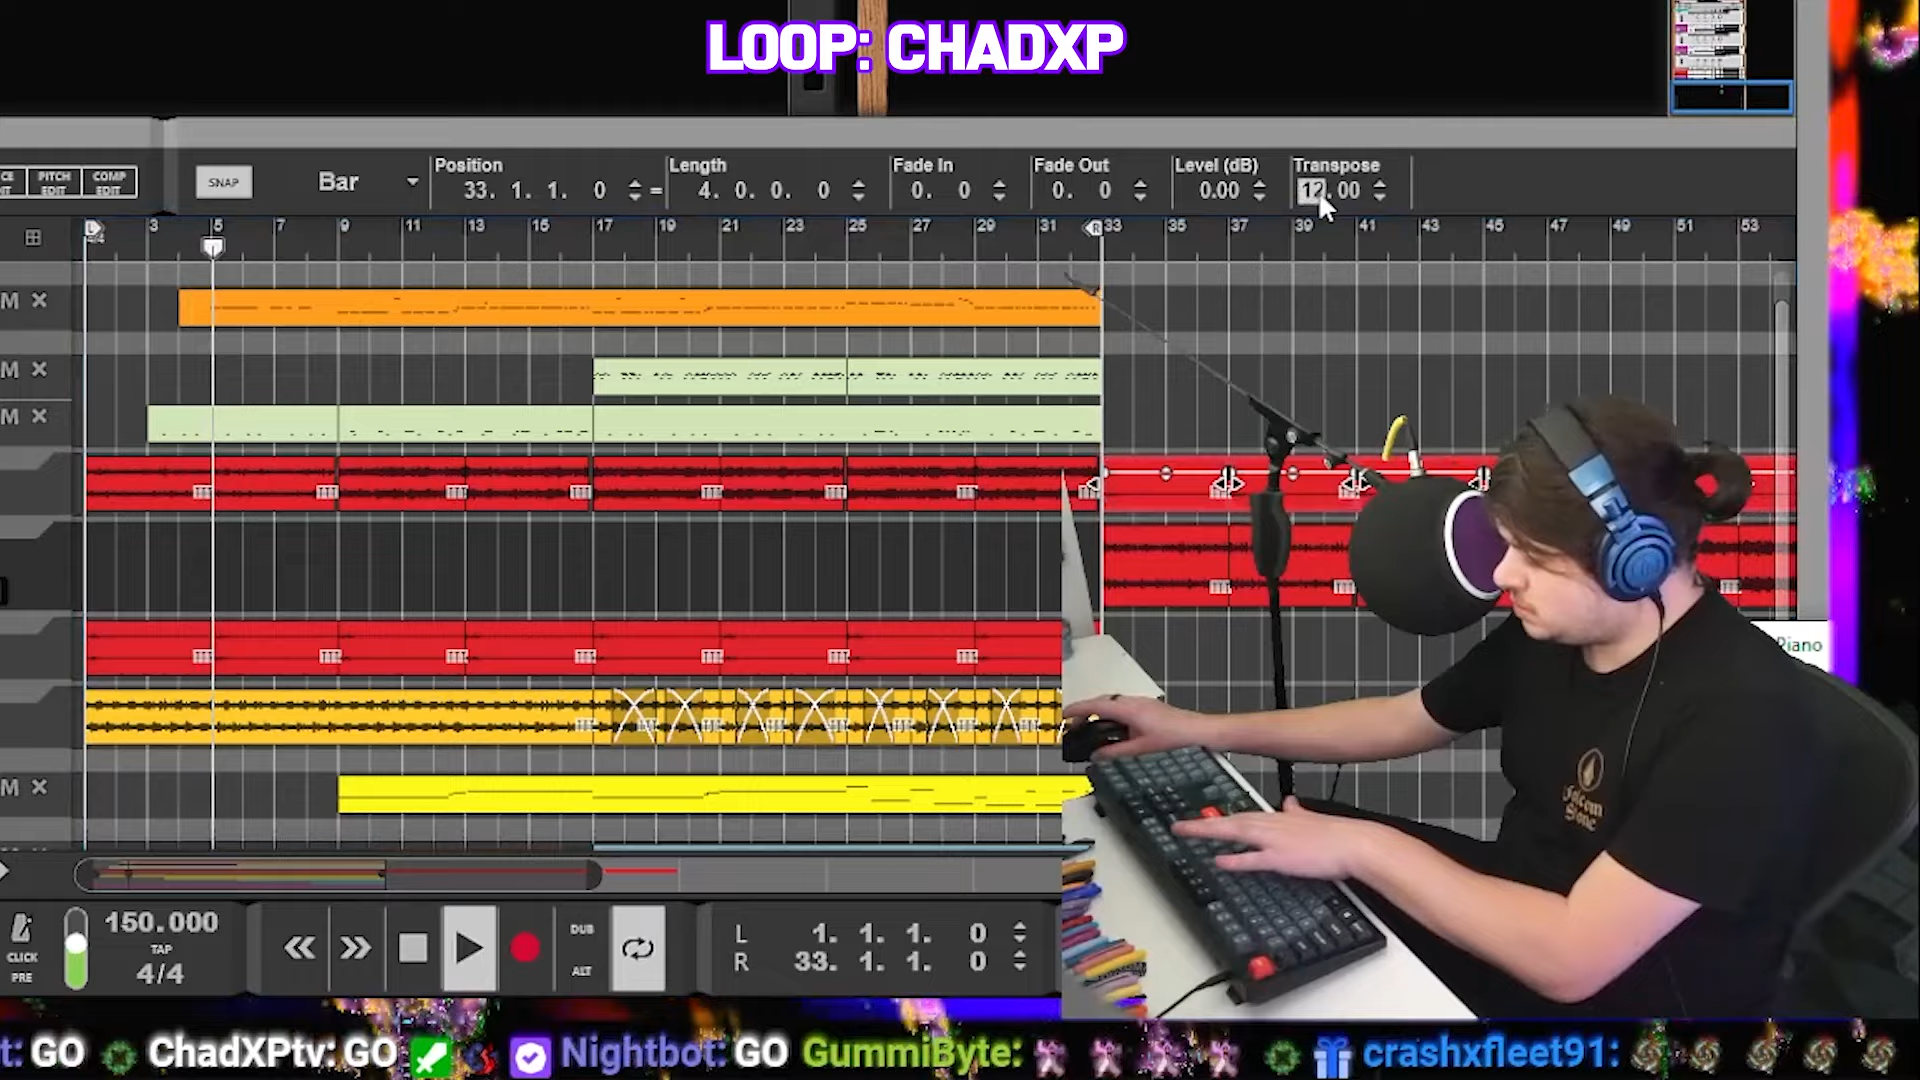 LOOP: CHADXP
PITCH EDIT
COMP EDIT
SNAP
Bar
Position
33. 1. 1. 0
=
Length
4. 0. 0. 0
Fade In
0. 0
Fade Out
0. 0
Level (dB)
0.00
Transpose
12.00
L
4/4
3 5 7 9 11 13 15 17 19 21 23 25 27 29 31 R 33 35 37 39 41 43 45 47 49 51 53
M
M
M
Piano
Volcom
Stone
M
CLICK
PRE
150.000
TAP
4/4
DUB
ALT
L 1. 1. 1. 0
R 33. 1. 1. 0
t: GO ChadXPtv: GO Nightbot: GO GummiByte: crashxfleet91: